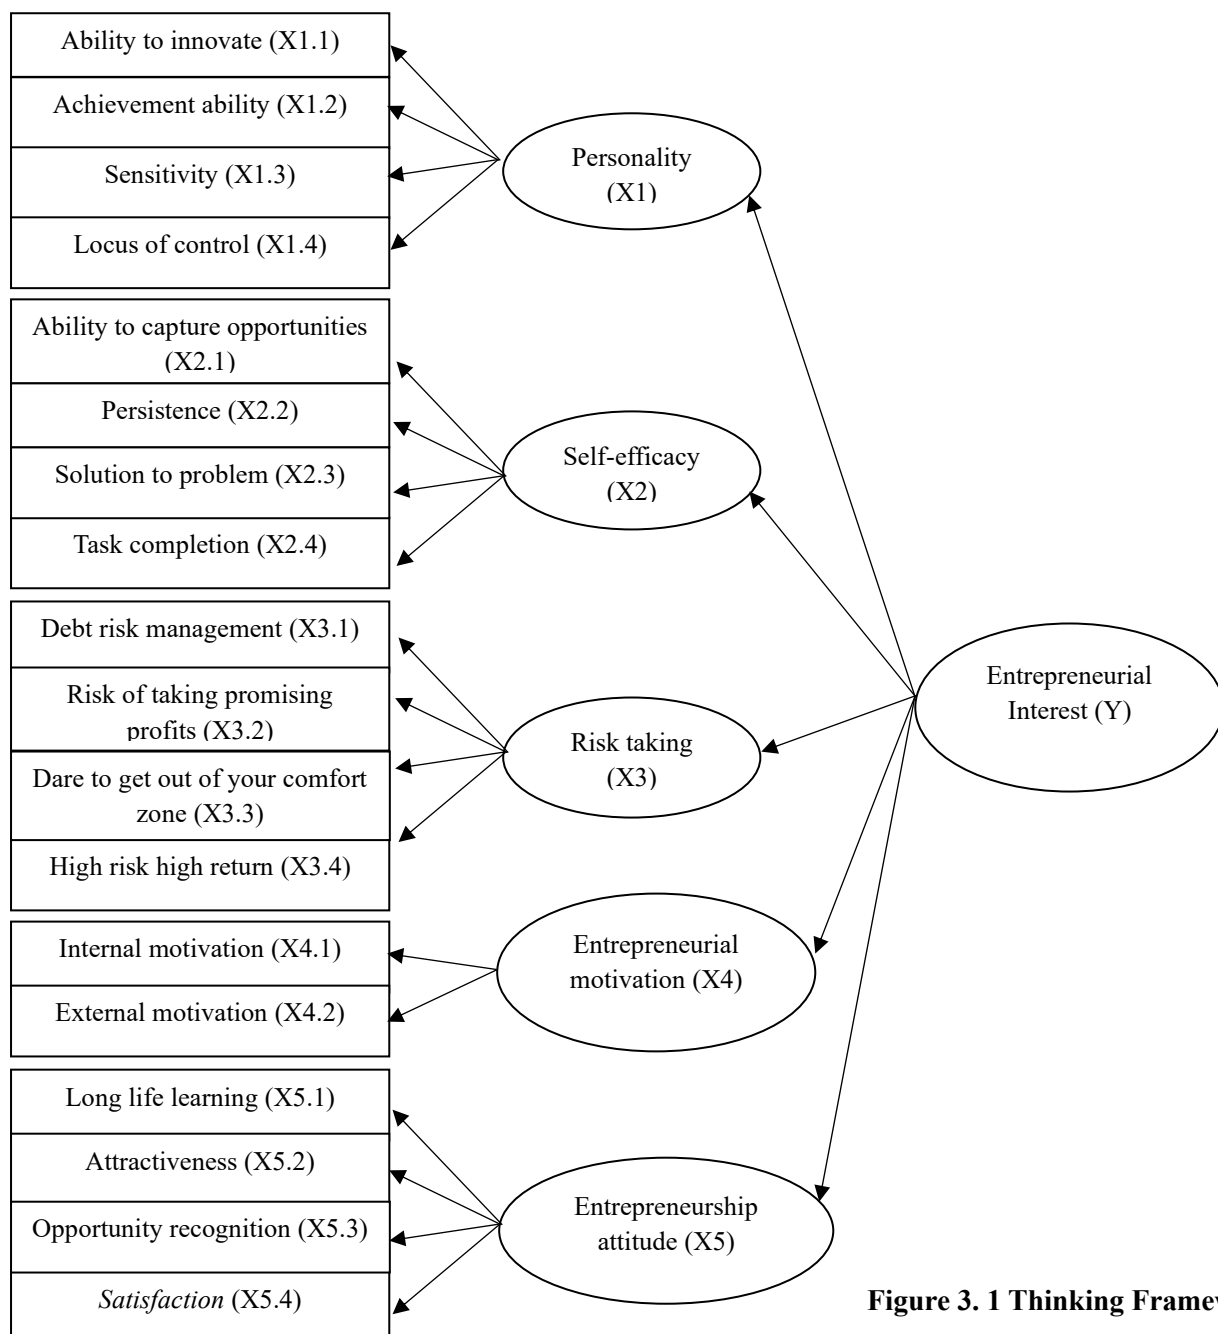 Ability to innovate (X1.1)
Achievement ability (X1.2)
Sensitivity (X1.3)
Locus of control (X1.4)
Personality
(X1)
Ability to capture opportunities
(X2.1)
Persistence (X2.2)
Solution to problem (X2.3)
Task completion (X2.4)
Self-efficacy
(X2)
Debt risk management (X3.1)
Risk of taking promising
profits (X3.2)
Dare to get out of your comfort
zone (X3.3)
High risk high return (X3.4)
Risk taking
(X3)
Entrepreneurial
Interest (Y)
Internal motivation (X4.1)
External motivation (X4.2)
Entrepreneurial
motivation (X4)
Long life learning (X5.1)
Attractiveness (X5.2)
Opportunity recognition (X5.3)
Satisfaction (X5.4)
Entrepreneurship
attitude (X5)
Figure 3. 1 Thinking